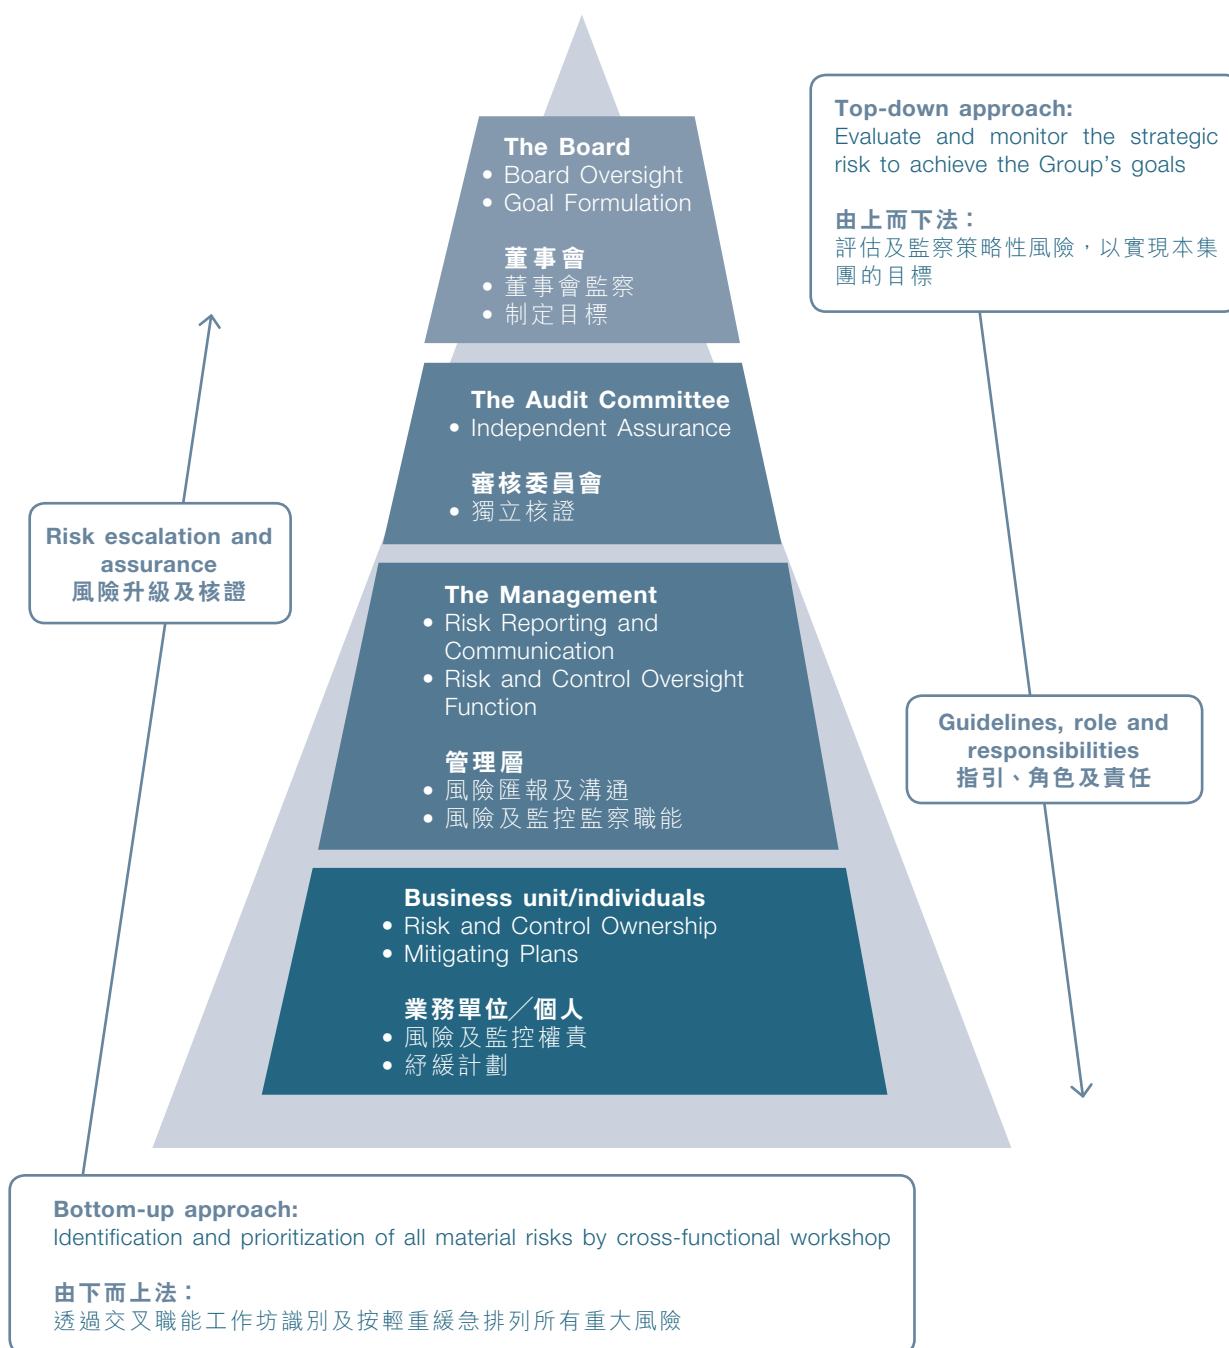 The Board
• Board Oversight
• Goal Formulation
董事會
• 董事會監察
• 制定目標
Top-down approach:
Evaluate and monitor the strategic
risk to achieve the Group's goals
由上而下法：
評估及監察策略性風險，以實現本集
團的目標
The Audit Committee
• Independent Assurance
審核委員會
• 獨立核證
Risk escalation and
assurance
風險升級及核證
The Management
• Risk Reporting and
Communication
• Risk and Control Oversight
Function
管理層
• 風險匯報及溝通
• 風險及監控監察職能
Guidelines, role and
responsibilities
指引、角色及責任
Business unit/individuals
• Risk and Control Ownership
• Mitigating Plans
業務單位╱個人
• 風險及監控權責
• 紓緩計劃
Bottom-up approach:
Identification and prioritization of all material risks by cross-functional workshop
由下而上法：
透過交叉職能工作坊識別及按輕重緩急排列所有重大風險